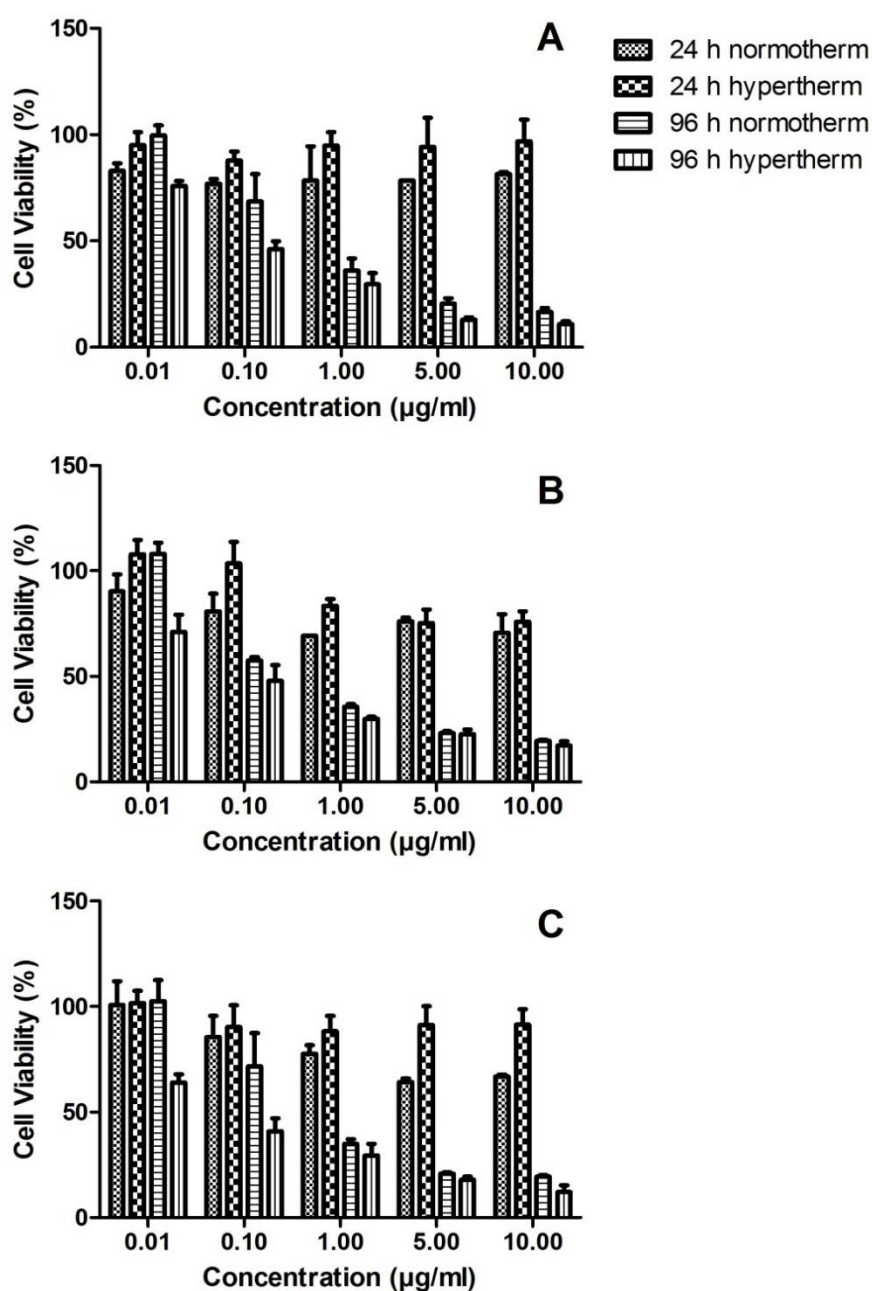 A
24 h normotherm
24 h hypertherm
96 h normotherm
96 h hypertherm
150
100
50
0
Cell Viability (%)
0.01 0.10 1.00 5.00 10.00
Concentration (μg/ml)
B
150
100
50
0
Cell Viability (%)
0.01 0.10 1.00 5.00 10.00
Concentration (μg/ml)
C
150
100
50
0
Cell Viability (%)
0.01 0.10 1.00 5.00 10.00
Concentration (μg/ml)